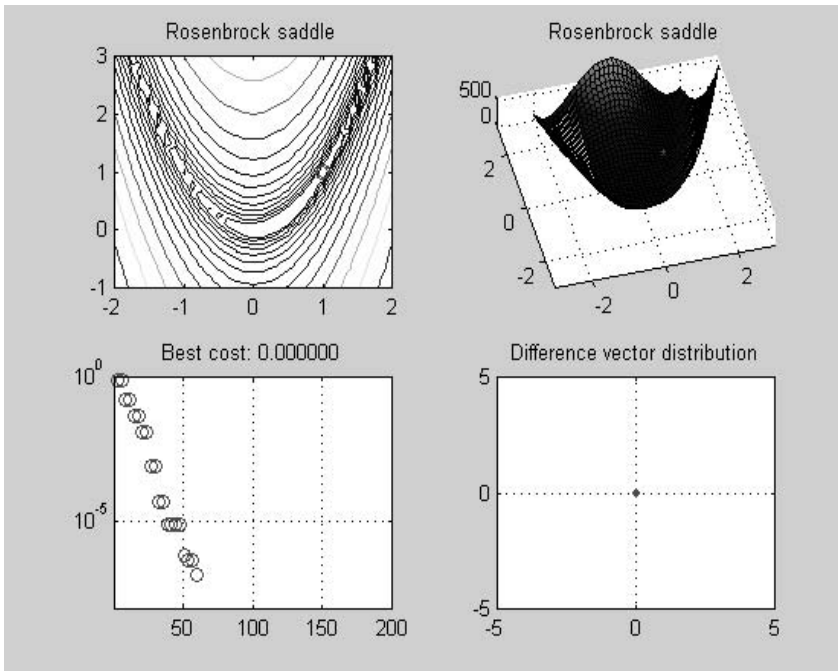 Rosenbrock saddle
3
2
1
0
-1
-2 -1 0 1 2
Rosenbrock saddle
500
0
2
0
-2
-2 0 2
Best cost: 0.000000
10^0
10^-5
50 100 150 200
Difference vector distribution
5
0
-5
-5 0 5